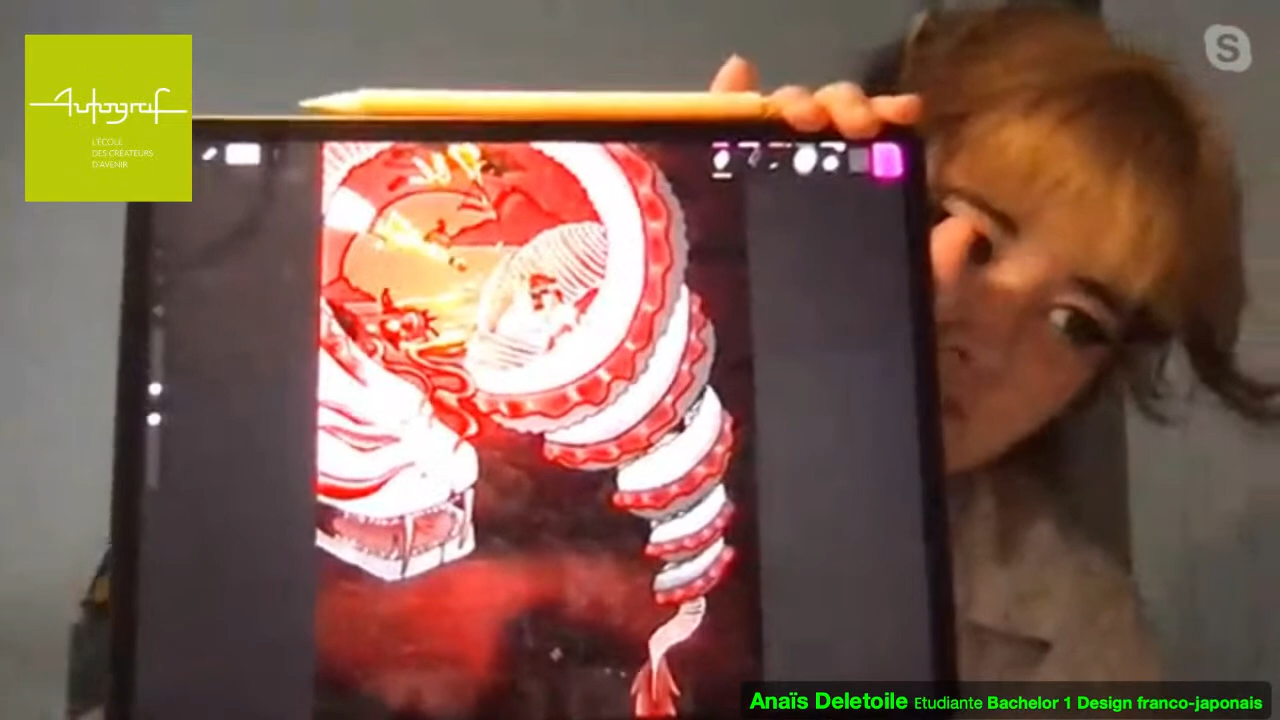 Autograf
L'ÉCOLE
DES CRÉATEURS
D'AVENIR
S
Anaïs Deletoile Etudiante Bachelor 1 Design franco-japonais